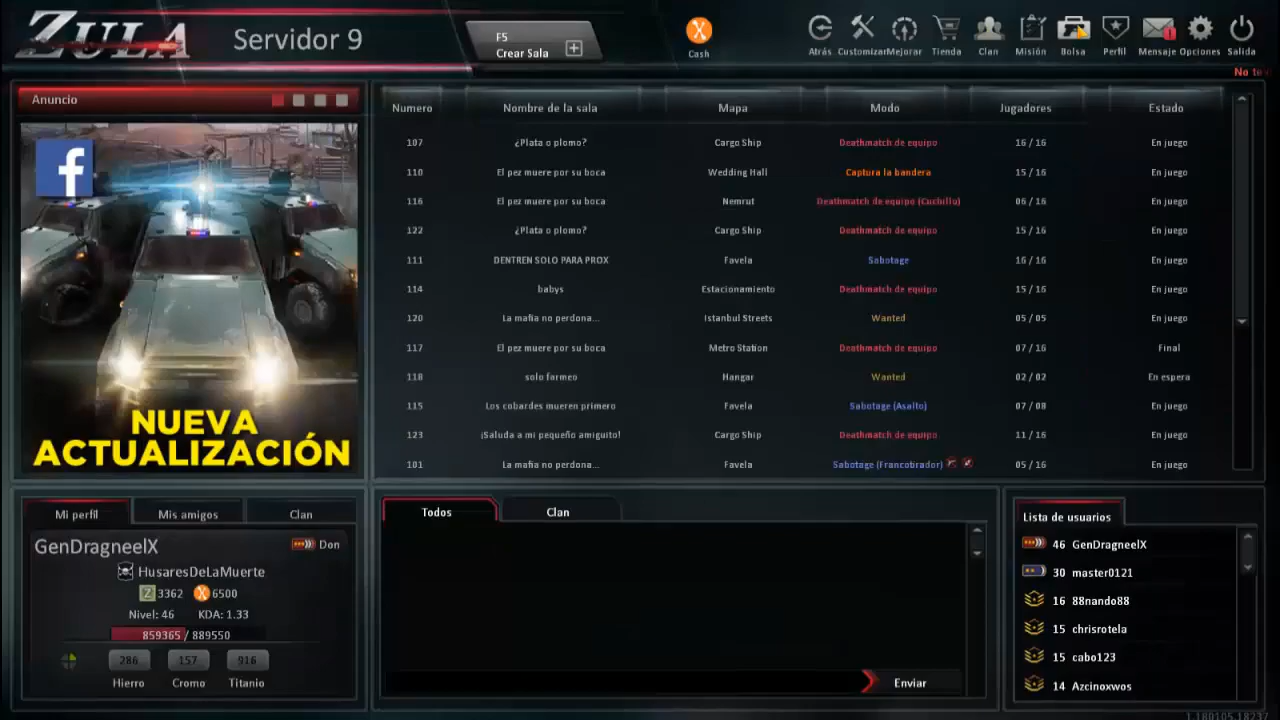 ZULA
Servidor 9
F5
Crear Sala
Cash
Atrás
Customizar
Mejorar
Tienda
Clan
Misión
Bolsa
Perfil
Mensaje
Opciones
Salida
No te
Anuncio
f
NUEVA
ACTUALIZACIÓN
Numero Nombre de la sala Mapa Modo Jugadores Estado
107 ¿Plata o plomo? Cargo Ship Deathmatch de equipo 16 / 16 En juego
110 El pez muere por su boca Wedding Hall Captura la bandera 15 / 16 En juego
116 El pez muere por su boca Nemrut Deathmatch de equipo (Cuchillo) 06 / 16 En juego
122 ¿Plata o plomo? Cargo Ship Deathmatch de equipo 15 / 16 En juego
111 DENTREN SOLO PARA PROX Favela Sabotage 16 / 16 En juego
114 babys Estacionamiento Deathmatch de equipo 15 / 16 En juego
120 La mafia no perdona... Istanbul Streets Wanted 05 / 05 En juego
117 El pez muere por su boca Metro Station Deathmatch de equipo 07 / 16 Final
118 solo farmeo Hangar Wanted 02 / 02 En espera
115 Los cobardes mueren primero Favela Sabotage (Asalto) 07 / 08 En juego
123 ¡Saluda a mi pequeño amiguito! Cargo Ship Deathmatch de equipo 11 / 16 En juego
101 La mafia no perdona... Favela Sabotage (Francotirador) 05 / 16 En juego
Mi perfil Mis amigos Clan
GenDragneelX Don
HusaresDeLaMuerte
Z 3362 X 6500
Nivel: 46 KDA: 1.33
859365 / 889550
286 157 916
Hierro Cromo Titanio
Todos Clan
Enviar
Lista de usuarios
46 GenDragneelX
30 master0121
16 88nando88
15 chrisrotela
15 cabo123
14 Azcinoxwos